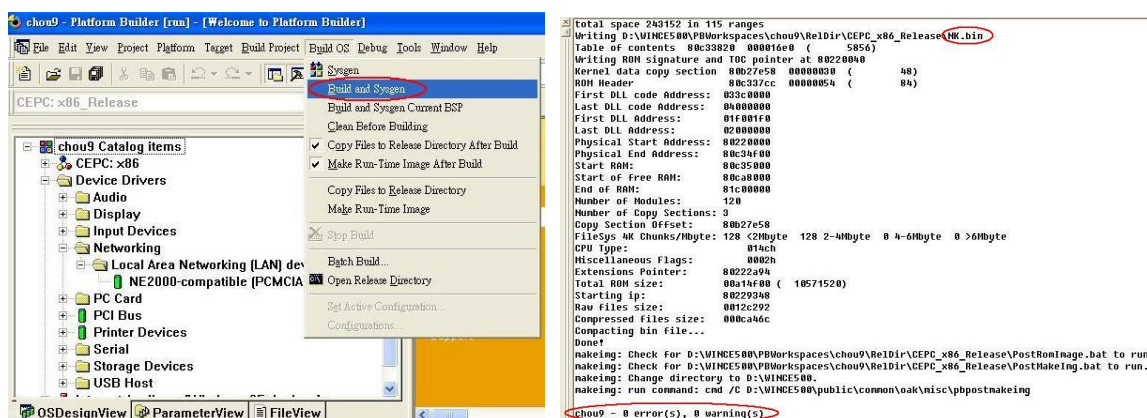 chou9 - Platform Builder [run] - [Welcome to Platform Builder]
File Edit View Project Platform Target Build Project Build OS Debug Tools Window Help
CEPC: x86_Release
Sysgen
Build and Sysgen
Build and Sysgen Current BSP
Clean Before Building
Copy Files to Release Directory After Build
Make Run-Time Image After Build
Copy Files to Release Directory
Make Run-Time Image
Stop Build
Batch Build...
Open Release Directory
Set Active Configuration...
Configurations...
chou9 Catalog items
CEPC: x86
Device Drivers
Audio
Display
Input Devices
Networking
Local Area Networking (LAN) dev
NE2000-compatible (PCMCIA
PC Card
PCI Bus
Printer Devices
Serial
Storage Devices
USB Host
OSDesignView ParameterView FileView
total space 243152 in 115 ranges
Writing D:\WINCE500\PBWorkspaces\chou9\RelDir\CEPC_x86_Release\NK.bin
Table of contents 80c33820 000016e0 ( 5856)
Writing ROM signature and TOC pointer at 80220040
Kernel data copy section 80b27e58 00000030 ( 48)
ROM Header 80c337cc 00000054 ( 84)
First DLL code Address: 033c0000
Last DLL code Address: 04000000
First DLL Address: 01F001F0
Last DLL Address: 02000000
Physical Start Address: 80220000
Physical End Address: 80c34F00
Start RAM: 80c35000
Start of free RAM: 80ca8000
End of RAM: 81c00000
Number of Modules: 120
Number of Copy Sections: 3
Copy Section Offset: 80b27e58
FileSys 4K Chunks/Mbyte: 128 <2Mbyte 128 2-4Mbyte 0 4-6Mbyte 0 >6Mbyte
CPU Type: 014ch
Miscellaneous Flags: 0002h
Extensions Pointer: 80222a94
Total ROM size: 00a14f00 ( 10571520)
Starting ip: 80229348
Raw files size: 0012c292
Compressed files size: 000ca46c
Compacting bin file...
Done!
makeimg: Check for D:\WINCE500\PBWorkspaces\chou9\RelDir\CEPC_x86_Release\PostRomImage.bat to run
makeimg: Check for D:\WINCE500\PBWorkspaces\chou9\RelDir\CEPC_x86_Release\PostMakeImg.bat to run.
makeimg: Change directory to D:\WINCE500.
makeimg: run command: cmd /C D:\WINCE500\public\common\oak\misc\pbpostmakeimg
chou9 - 0 error(s), 0 warning(s)